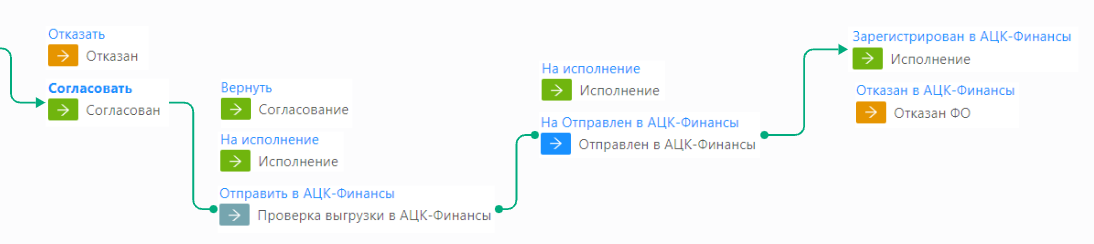 Отказать
Отказан
Согласовать
Согласован
Вернуть
Согласование
На исполнение
Исполнение
Отправить в АЦК-Финансы
Проверка выгрузки в АЦК-Финансы
На исполнение
Исполнение
На Отправлен в АЦК-Финансы
Отправлен в АЦК-Финансы
Зарегистрирован в АЦК-Финансы
Исполнение
Отказан в АЦК-Финансы
Отказан ФО